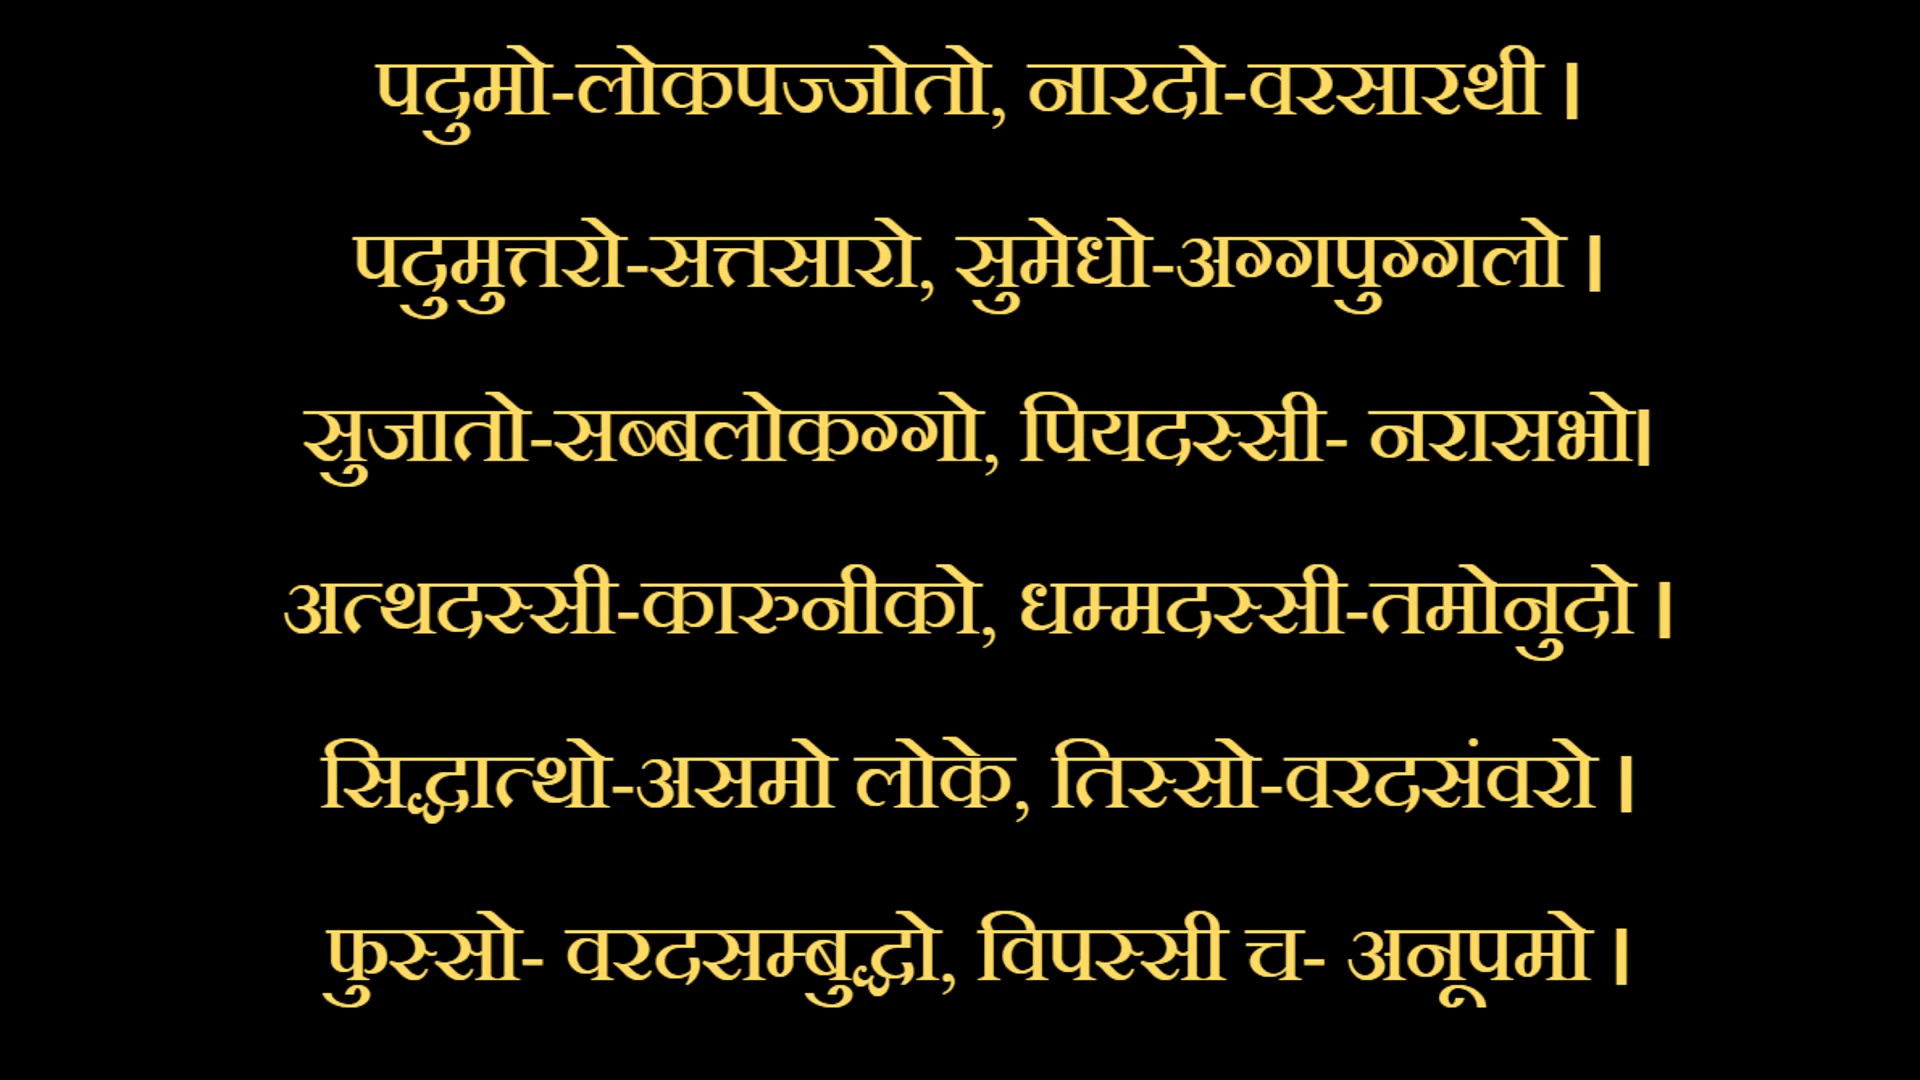 पदुमो-लोकपज्जोतो, नारदो-वरसारथी ।
पदुमुत्तरो-सत्तसारो, सुमेधो-अग्गपुग्गलो ।
सुजातो-सब्बलोकग्गो, पियदस्सी- नरासभो।
अत्थदस्सी-कारुनीको, धम्मदस्सी-तमोनुदो ।
सिद्धात्थो-असमो लोके, तिस्सो-वरदसंवरो ।
फुस्सो- वरदसम्बुद्धो, विपस्सी च- अनूपमो ।